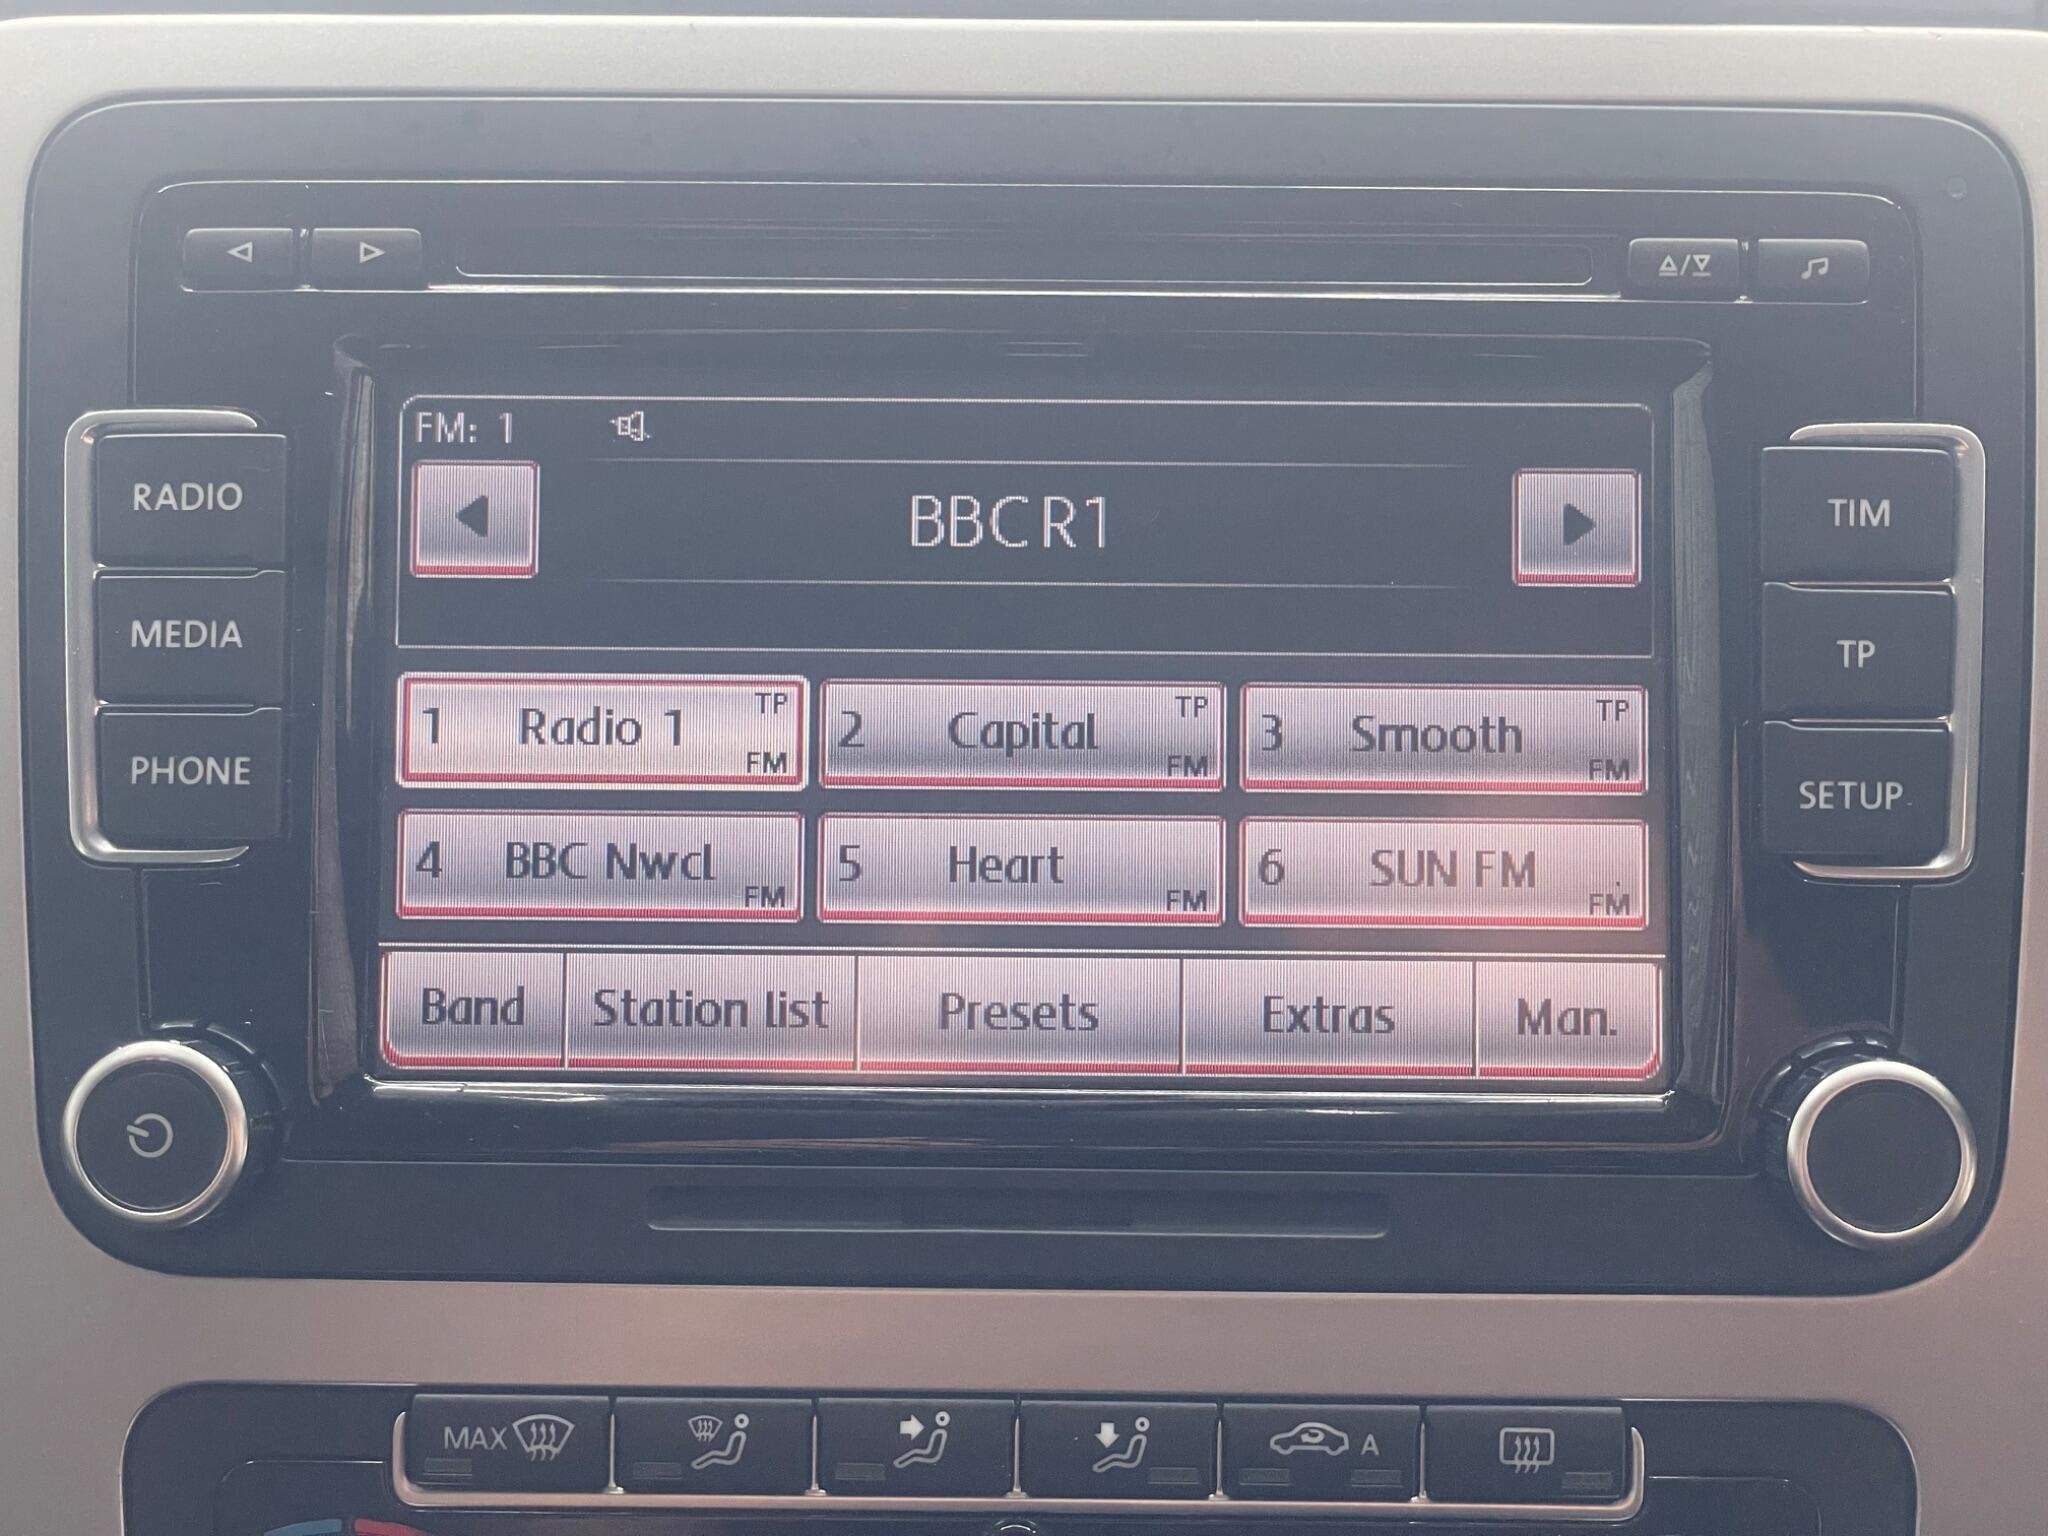 FM: 1
BBC R1
RADIO
MEDIA
PHONE
TIM
TP
SETUP
1 Radio 1 TP FM
2 Capital TP FM
3 Smooth TP FM
4 BBC Nwcl FM
5 Heart FM
6 SUN FM FM
Band Station list Presets Extras Man.
MAX A